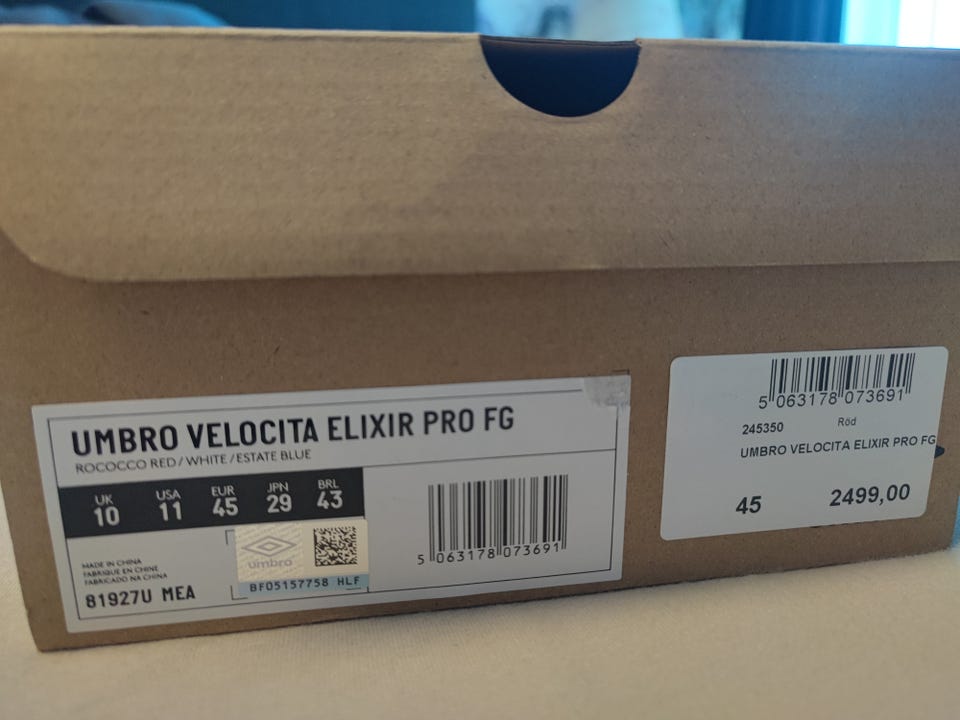 UMBRO VELOCITA ELIXIR PRO FG
ROCOCCO RED / WHITE / ESTATE BLUE
UK USA EUR JPN BRL
10 11 45 29 43
MADE IN CHINA
FABRIQUE EN CHINE
FABRICADO NA CHINA
81927U MEA
umbro
BF05157758 HLF
5 063178 073691
5 063178 073691
245350 Röd
UMBRO VELOCITA ELIXIR PRO FG
45 2499,00